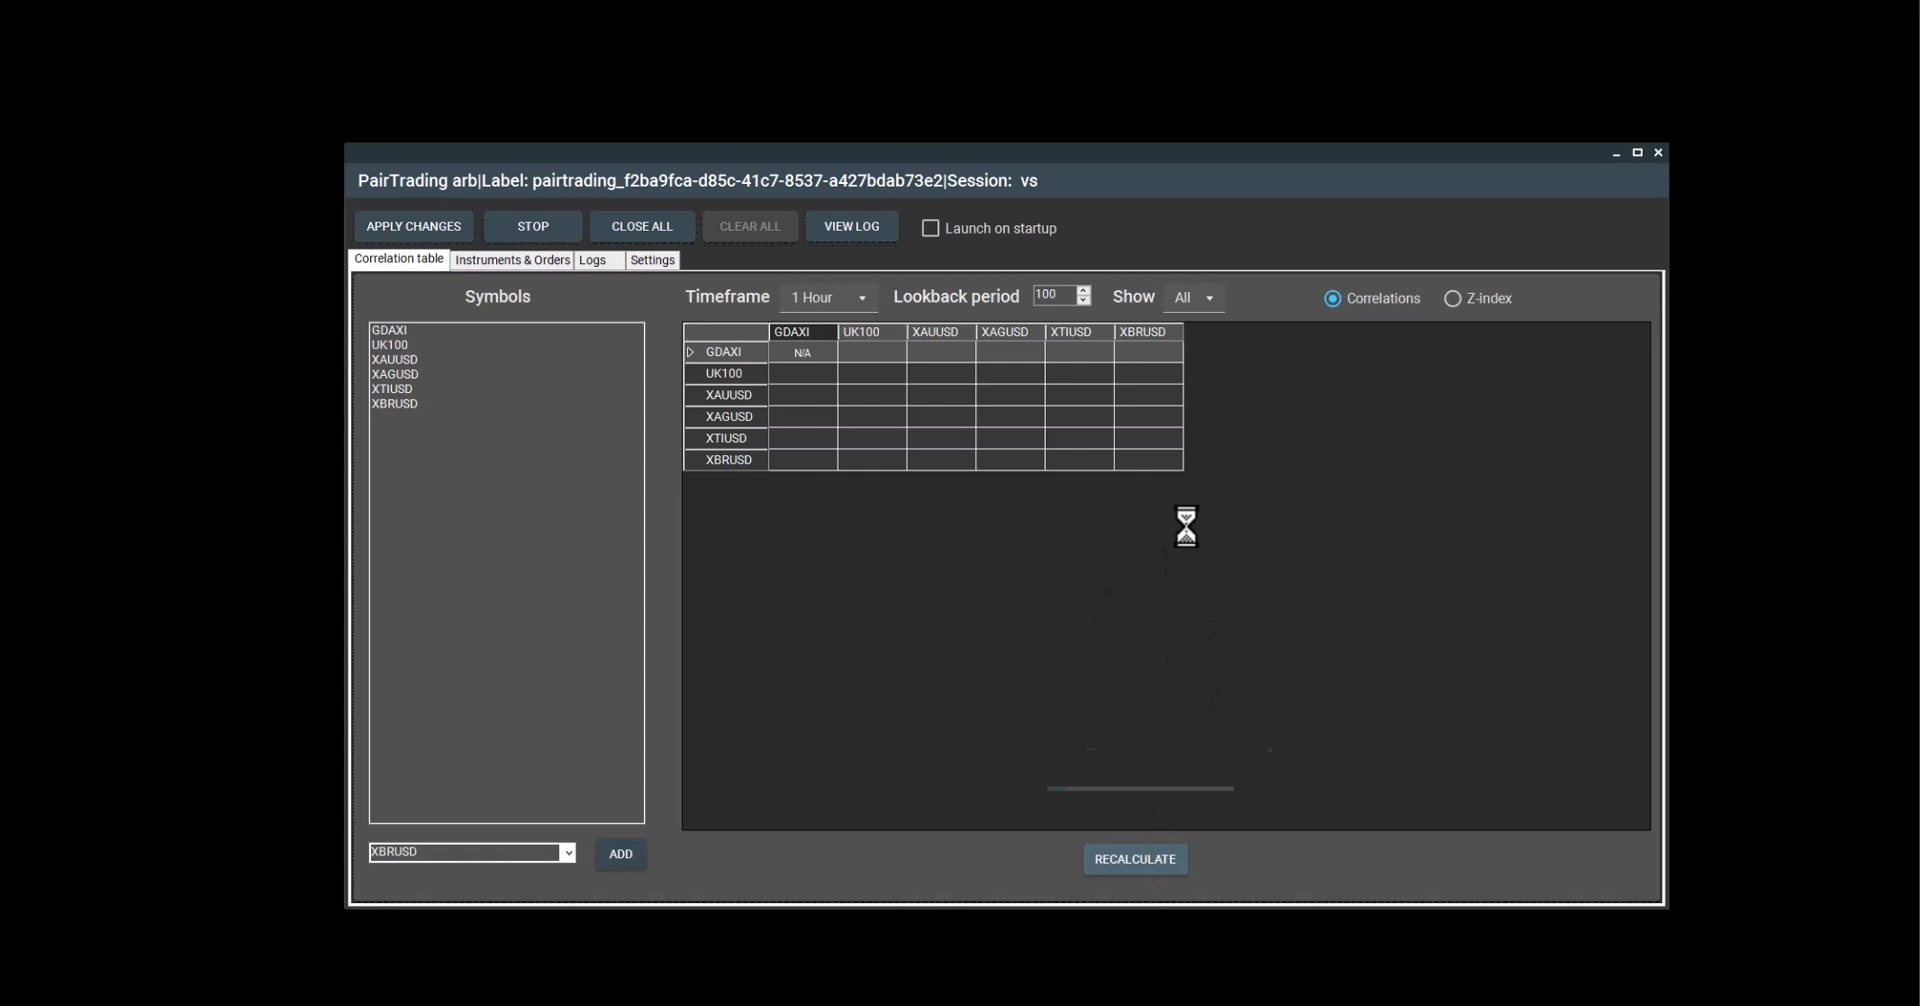 PairTrading arb|Label: pairtrading_f2ba9fca-d85c-41c7-8537-a427bdab73e2|Session: vs
APPLY CHANGES STOP CLOSE ALL CLEAR ALL VIEW LOG Launch on startup
Correlation table Instruments & Orders Logs Settings
Symbols
GDAXI
UK100
XAUUSD
XAGUSD
XTIUSD
XBRUSD
XBRUSD ADD
Timeframe 1 Hour Lookback period 100 Show All Correlations Z-index
GDAXI UK100 XAUUSD XAGUSD XTIUSD XBRUSD
GDAXI N/A
UK100
XAUUSD
XAGUSD
XTIUSD
XBRUSD
RECALCULATE